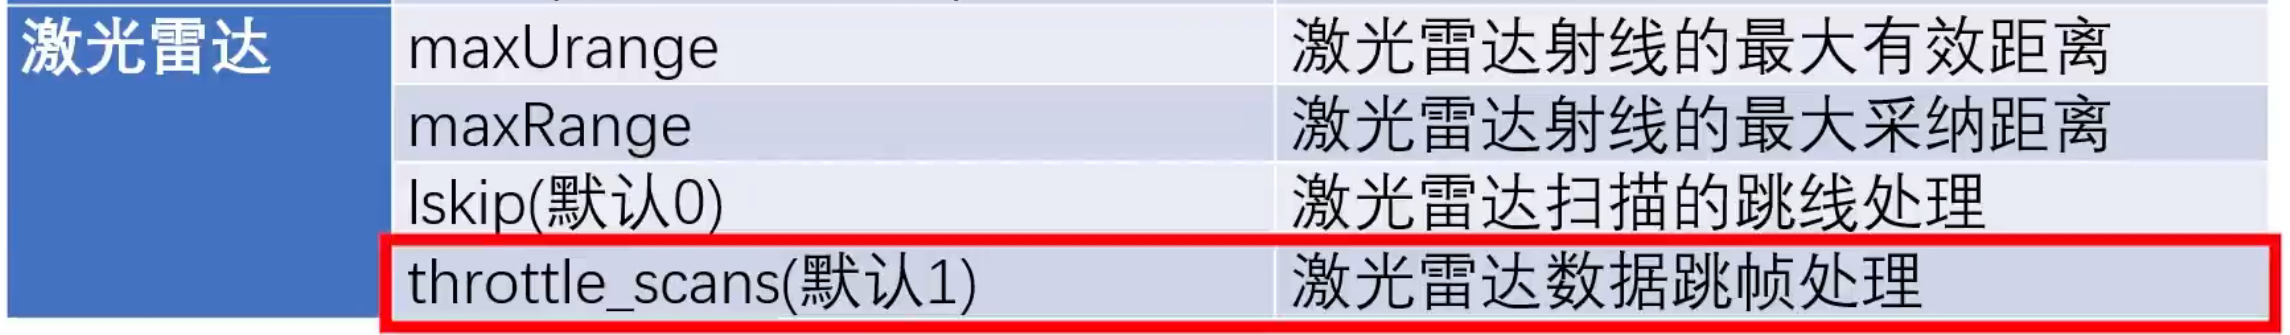 激光雷达
maxUrange
激光雷达射线的最大有效距离
maxRange
激光雷达射线的最大采纳距离
lskip(默认0)
激光雷达扫描的跳线处理
throttle_scans(默认1)
激光雷达数据跳帧处理